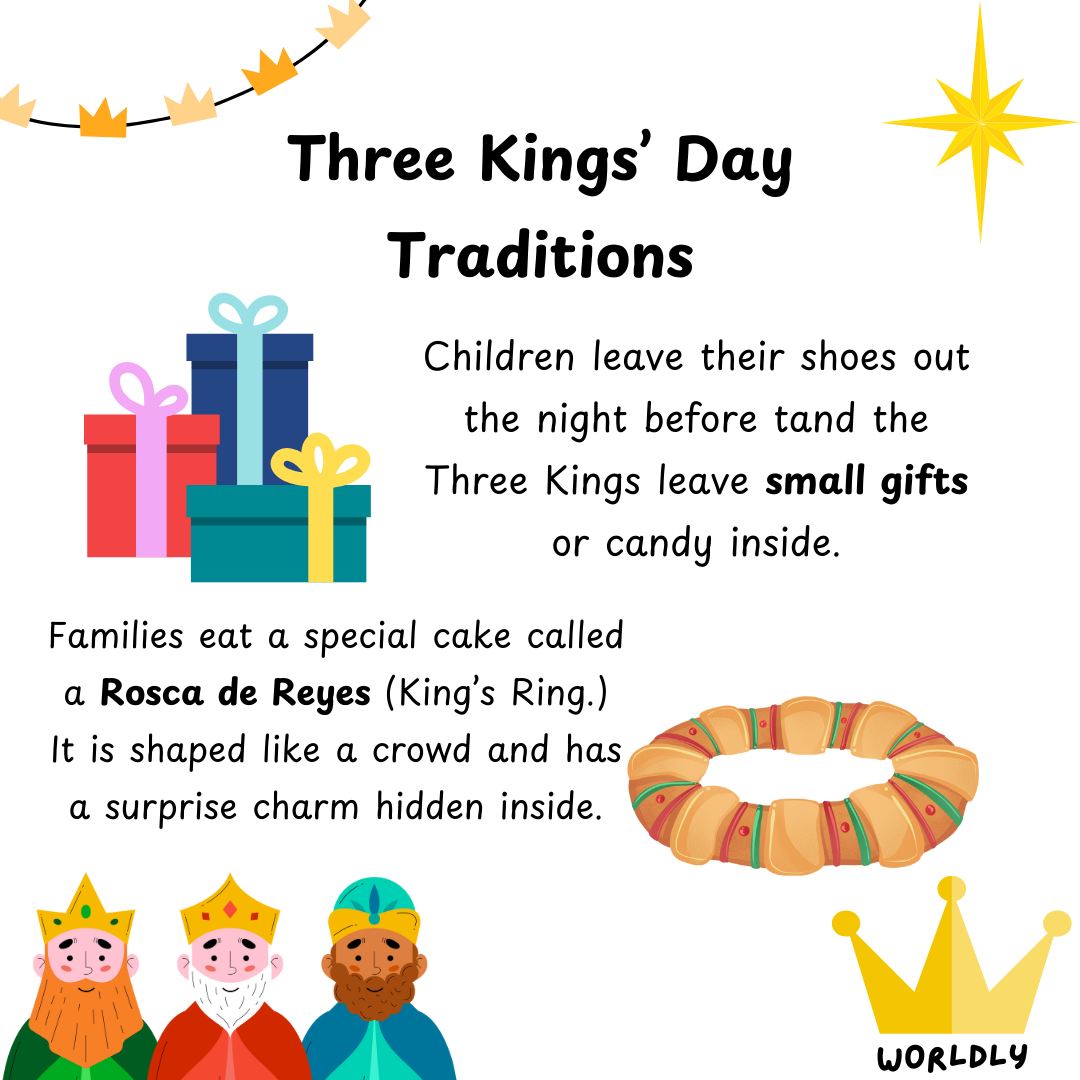 Three Kings’ Day
Traditions
Children leave their shoes out
the night before tand the
Three Kings leave small gifts
or candy inside.
Families eat a special cake called
a Rosca de Reyes (King’s Ring.)
It is shaped like a crowd and has
a surprise charm hidden inside.
WORLDLY